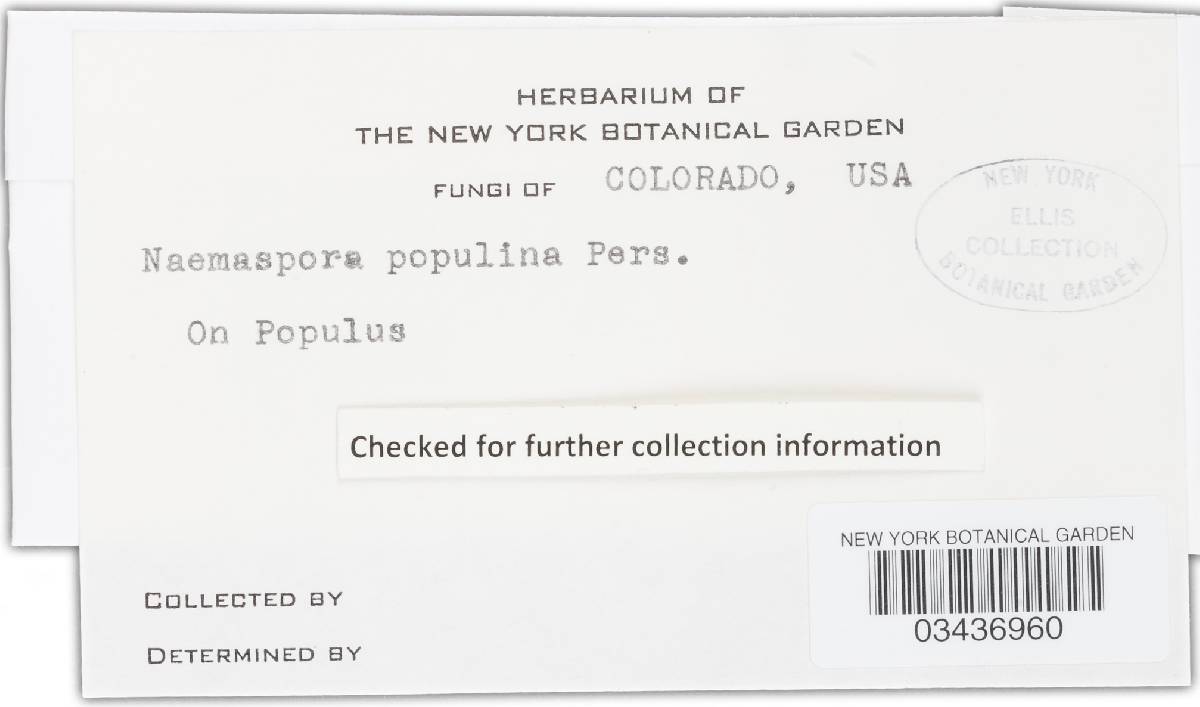 HERBARIUM OF
THE NEW YORK BOTANICAL GARDEN
FUNGI OF COLORADO, USA
NEW YORK
ELLIS
COLLECTION
BOTANICAL GARDEN
Naemaspora populina Pers.
On Populus
Checked for further collection information
NEW YORK BOTANICAL GARDEN
03436960
COLLECTED BY
DETERMINED BY